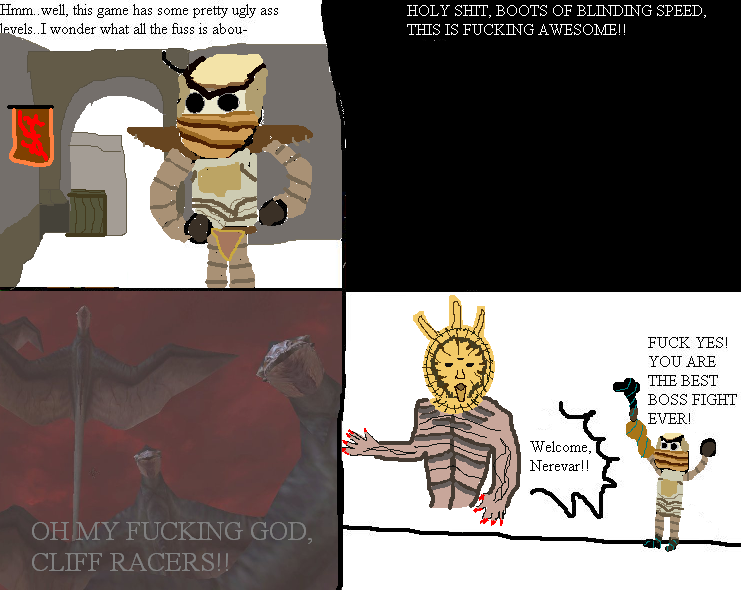 Hmm..well, this game has some pretty ugly ass
levels..I wonder what all the fuss is abou-
HOLY SHIT, BOOTS OF BLINDING SPEED,
THIS IS FUCKING AWESOME!!
OH MY FUCKING GOD,
CLIFF RACERS!!
Welcome,
Nerevar!!
FUCK YES!
YOU ARE
THE BEST
BOSS FIGHT
EVER!